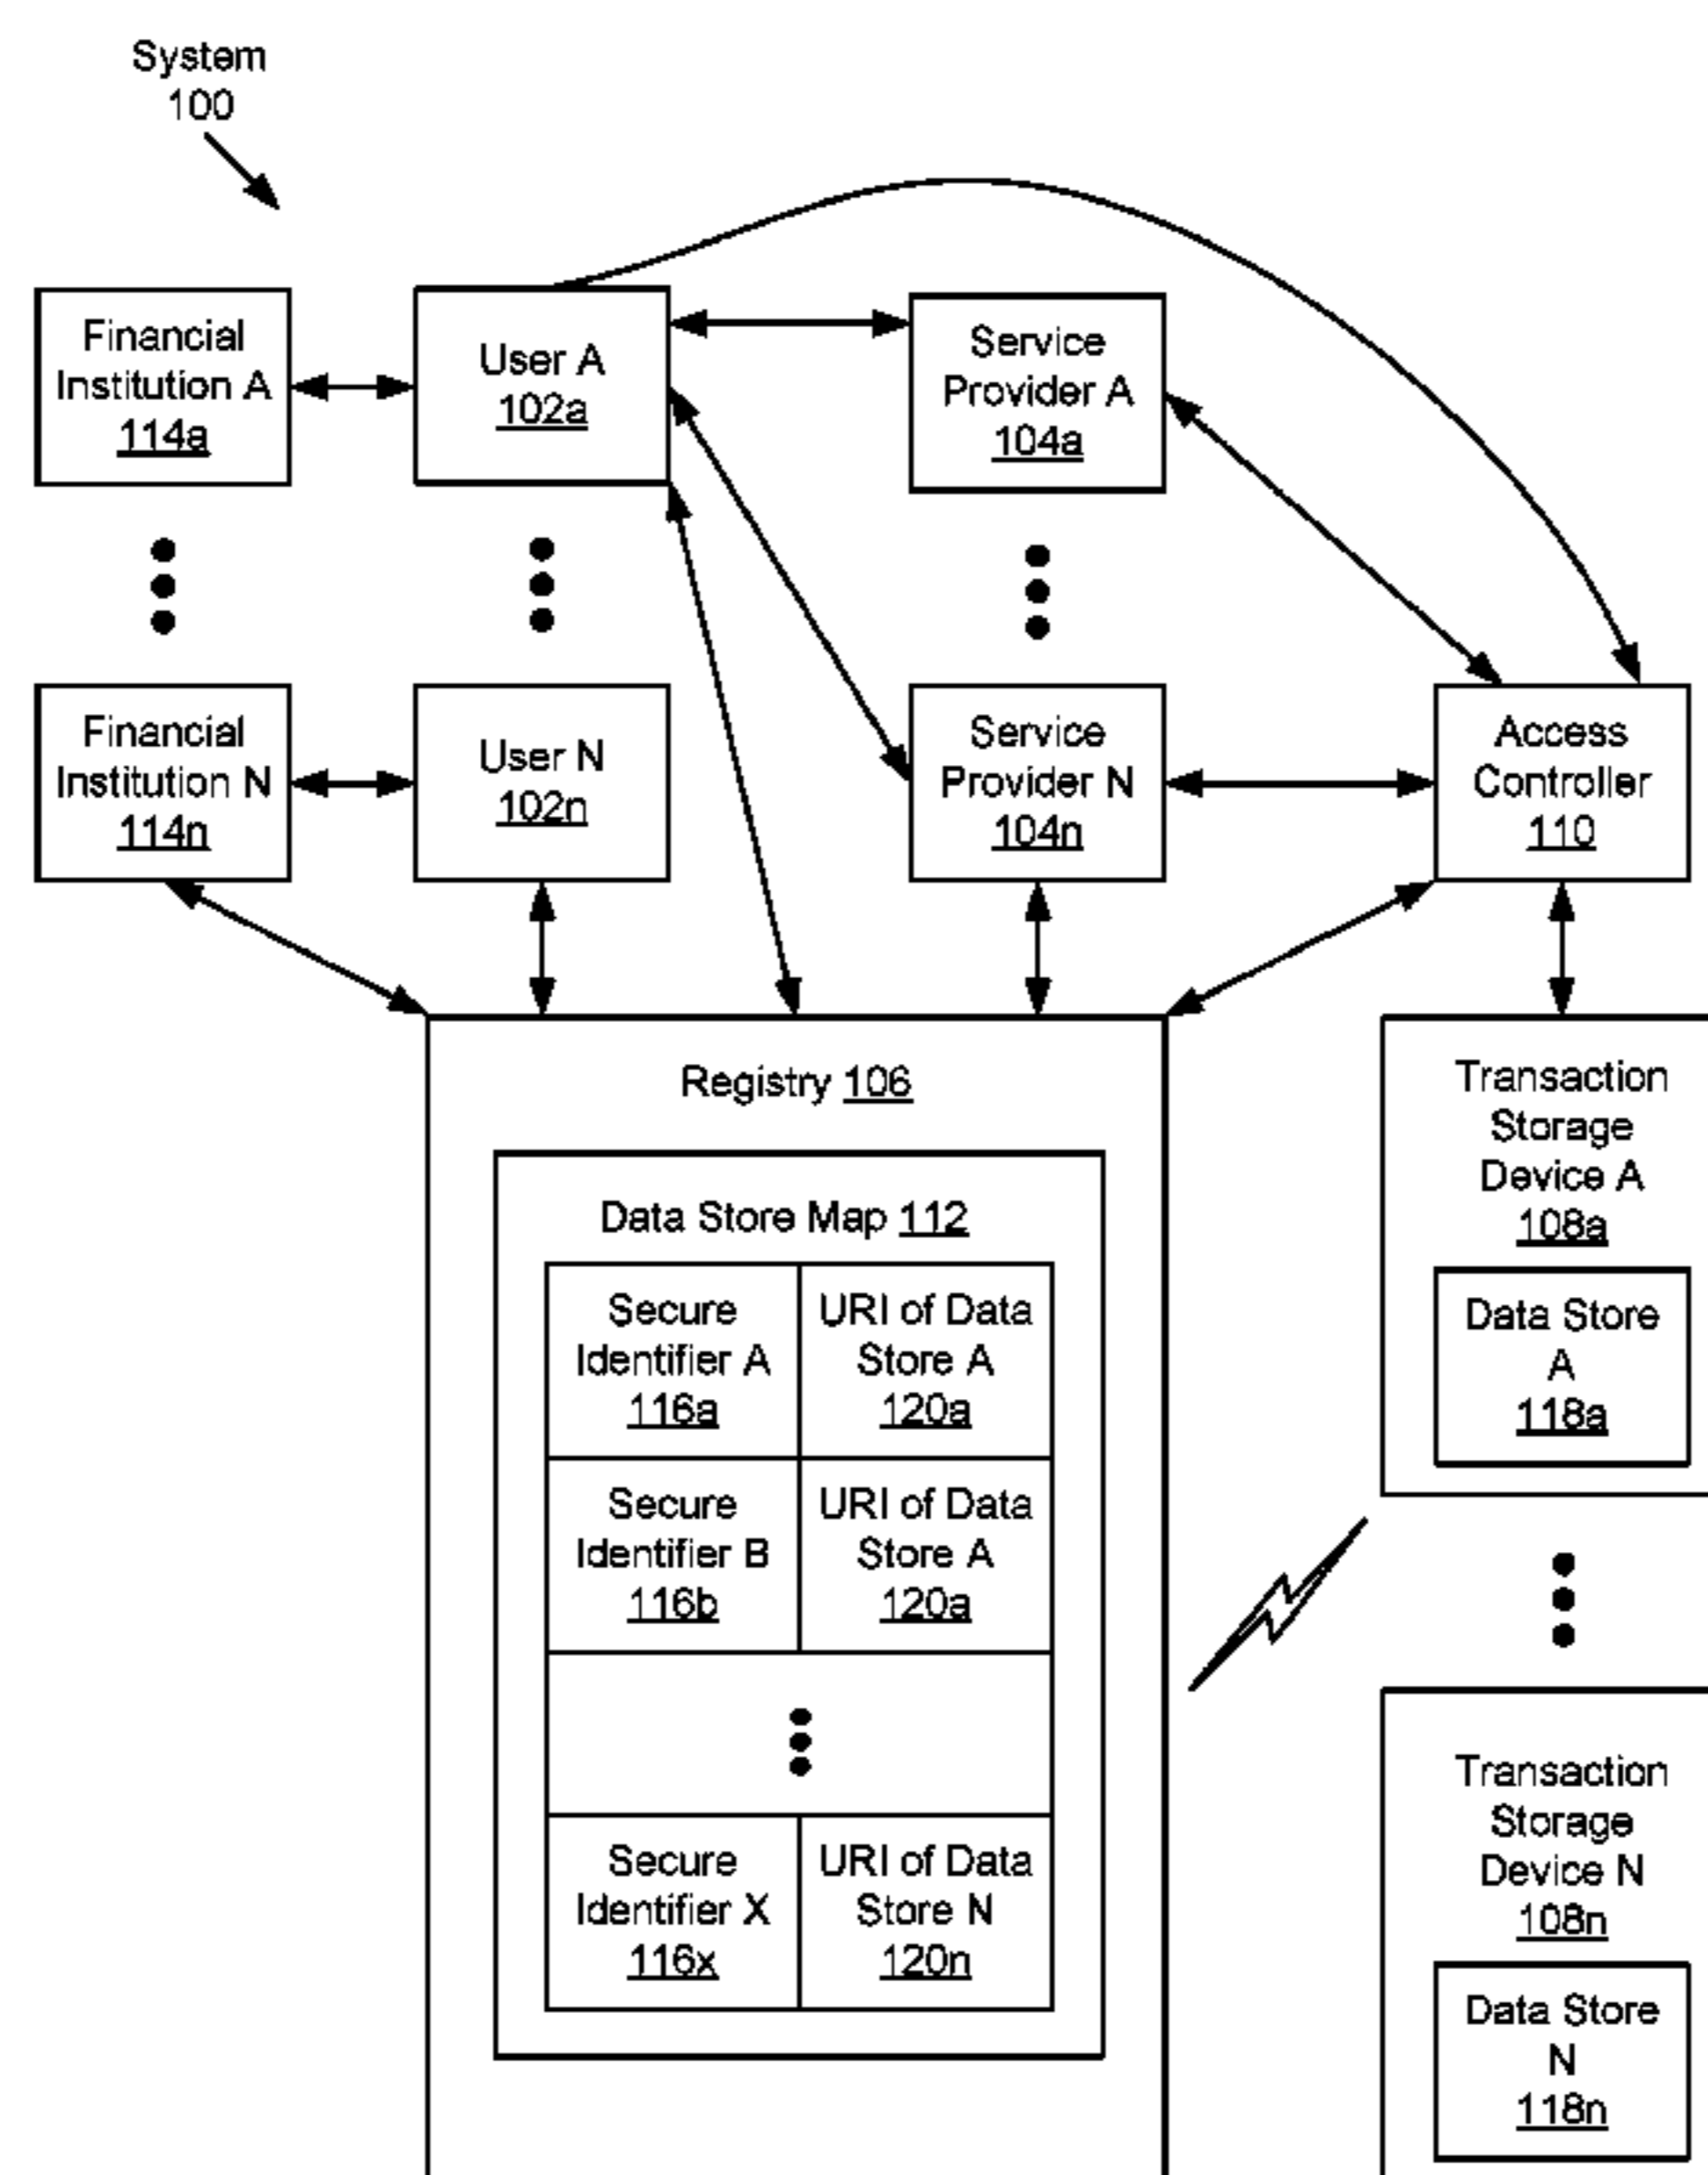 System
100
Financial
Institution A
114a
User A
102a
Service
Provider A
104a
Financial
Institution N
114n
User N
102n
Service
Provider N
104n
Access
Controller
110
Registry 106
Data Store Map 112
Secure
Identifier A
116a
URI of Data
Store A
120a
Secure
Identifier B
116b
URI of Data
Store A
120a
Secure
Identifier X
116x
URI of Data
Store N
120n
Transaction
Storage
Device A
108a
Data Store
A
118a
Transaction
Storage
Device N
108n
Data Store
N
118n